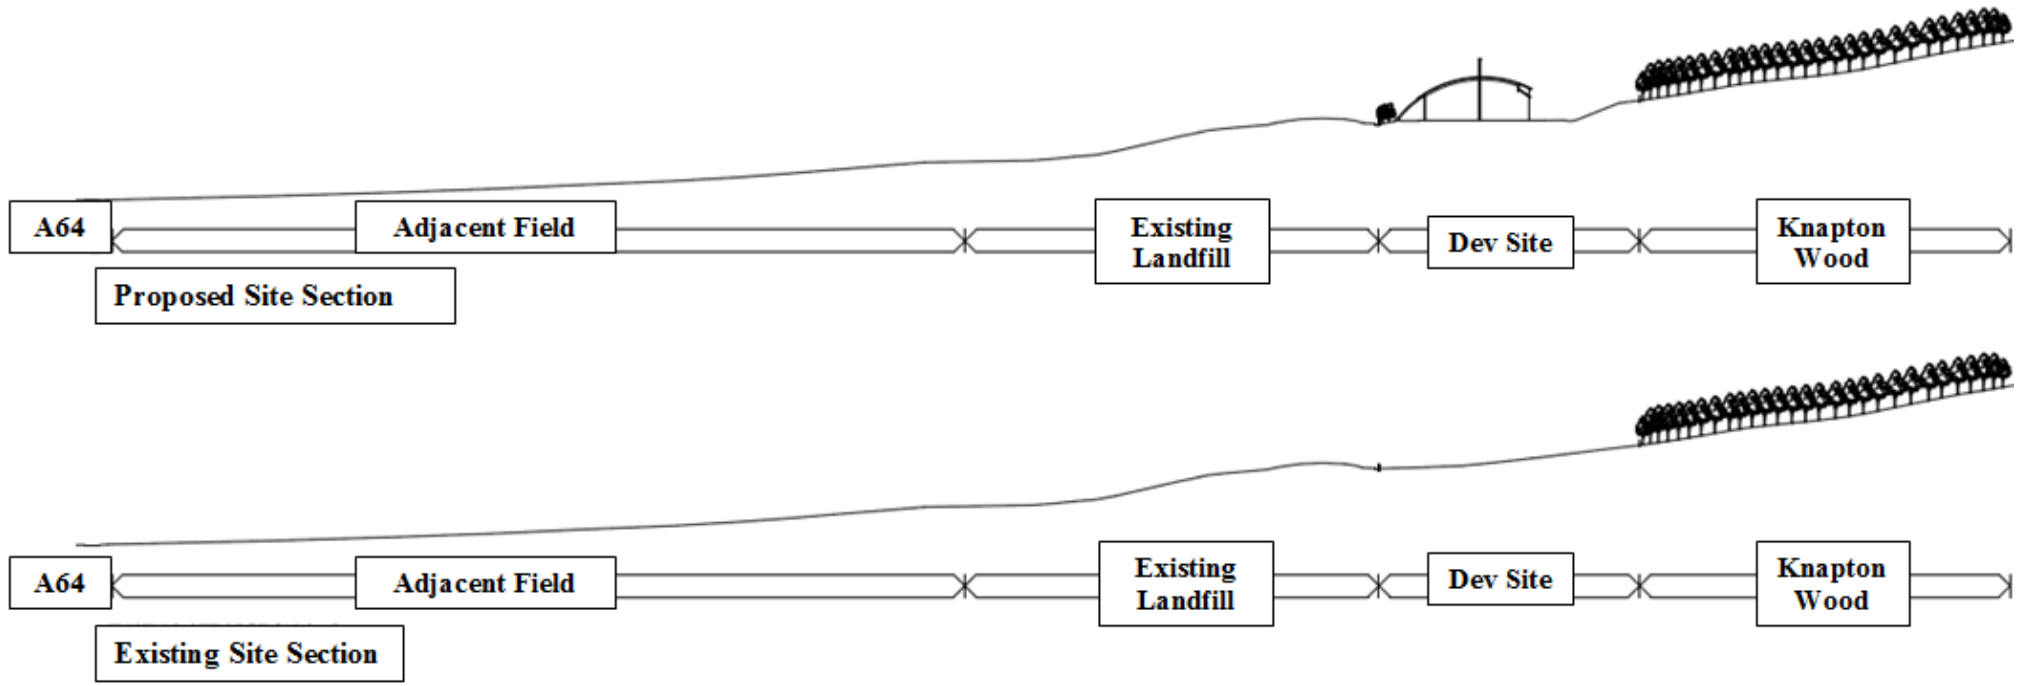 A64
Adjacent Field
Existing
Landfill
Dev Site
Knapton
Wood
Proposed Site Section
A64
Adjacent Field
Existing
Landfill
Dev Site
Knapton
Wood
Existing Site Section